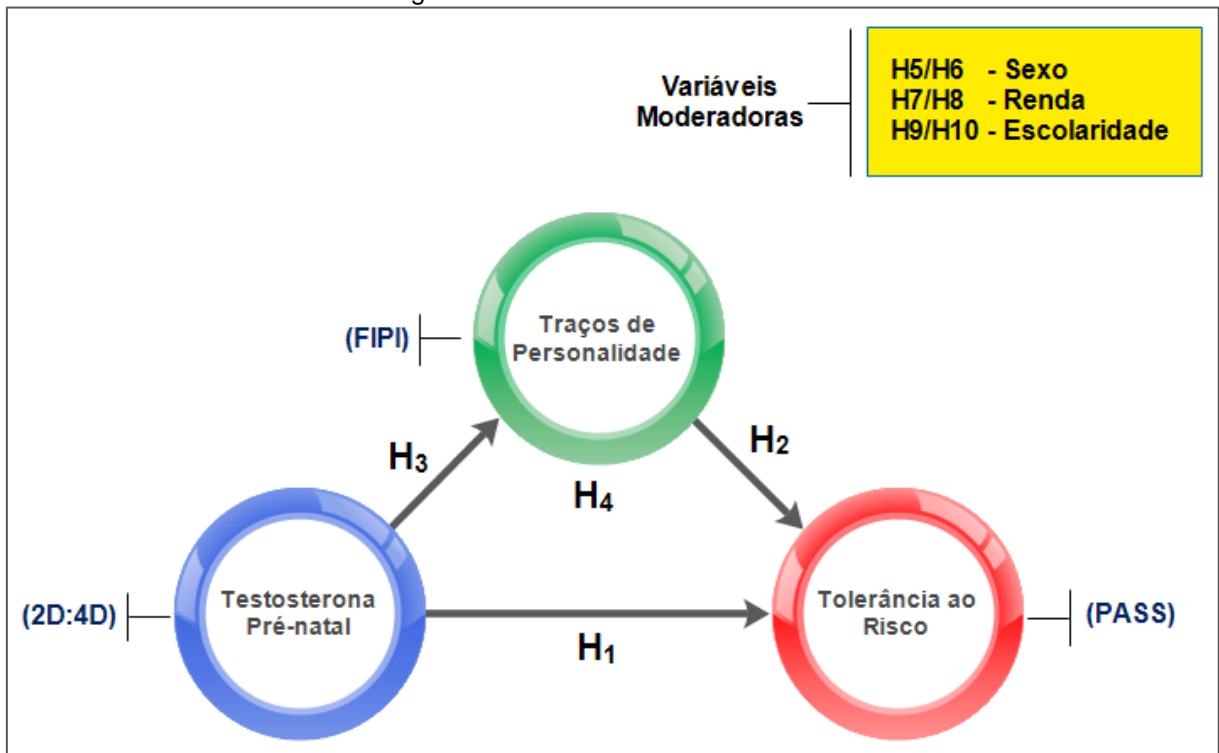 Variáveis
Moderadoras
H5/H6 - Sexo
H7/H8 - Renda
H9/H10 - Escolaridade
(FIPI)
Traços de
Personalidade
H3
H2
H4
(2D:4D)
Testosterona
Pré-natal
H1
Tolerância ao
Risco
(PASS)